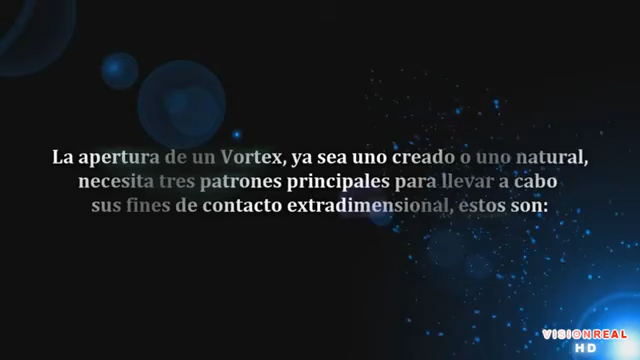 La apertura de un Vortex, ya sea uno creado o uno natural,
necesita tres patrones principales para llevar a cabo
sus fines de contacto extradimensional, estos son:
VISIONREAL
HD